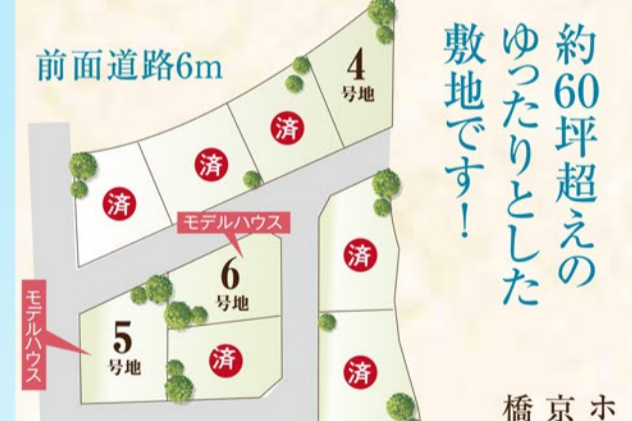 約60坪超えの
ゆったりとした
敷地です！
前面道路6m
4
号地
済
済
済
モデルハウス
6
号地
済
モデルハウス
5
号地
済
済
ホ
京
橋